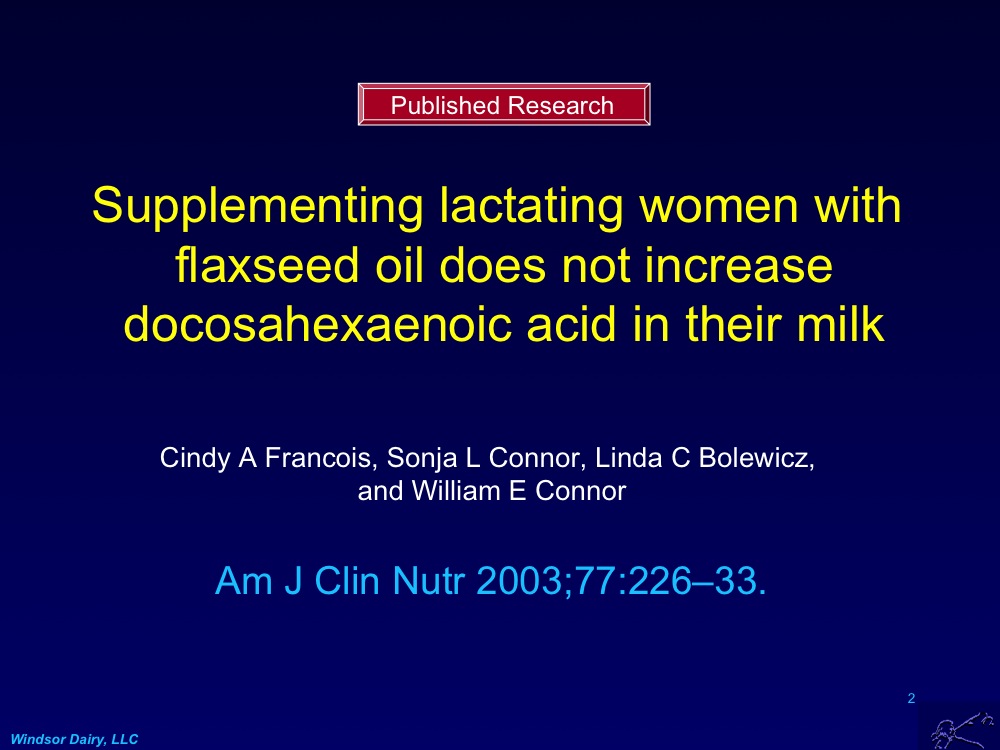 Published Research
Supplementing lactating women with
flaxseed oil does not increase
docosahexaenoic acid in their milk
Cindy A Francois, Sonja L Connor, Linda C Bolewicz,
and William E Connor
Am J Clin Nutr 2003;77:226–33.
2
Windsor Dairy, LLC